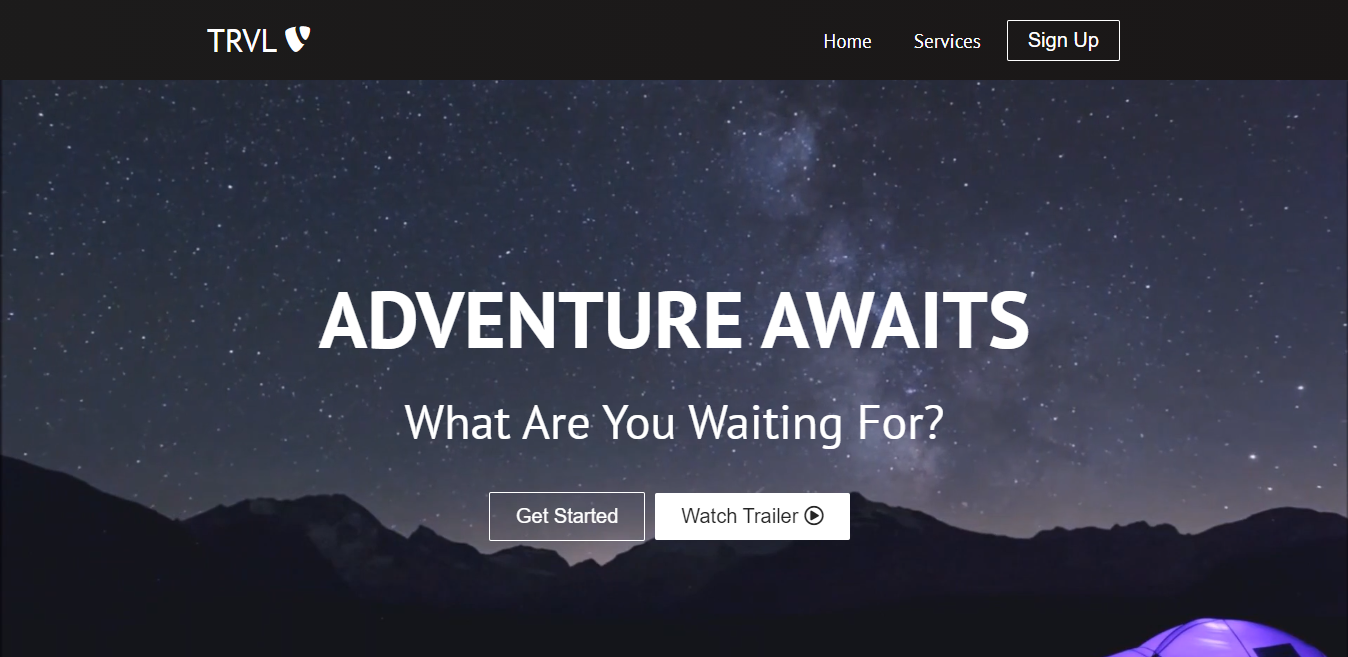 TRVL
Home Services Sign Up
ADVENTURE AWAITS
What Are You Waiting For?
Get Started Watch Trailer